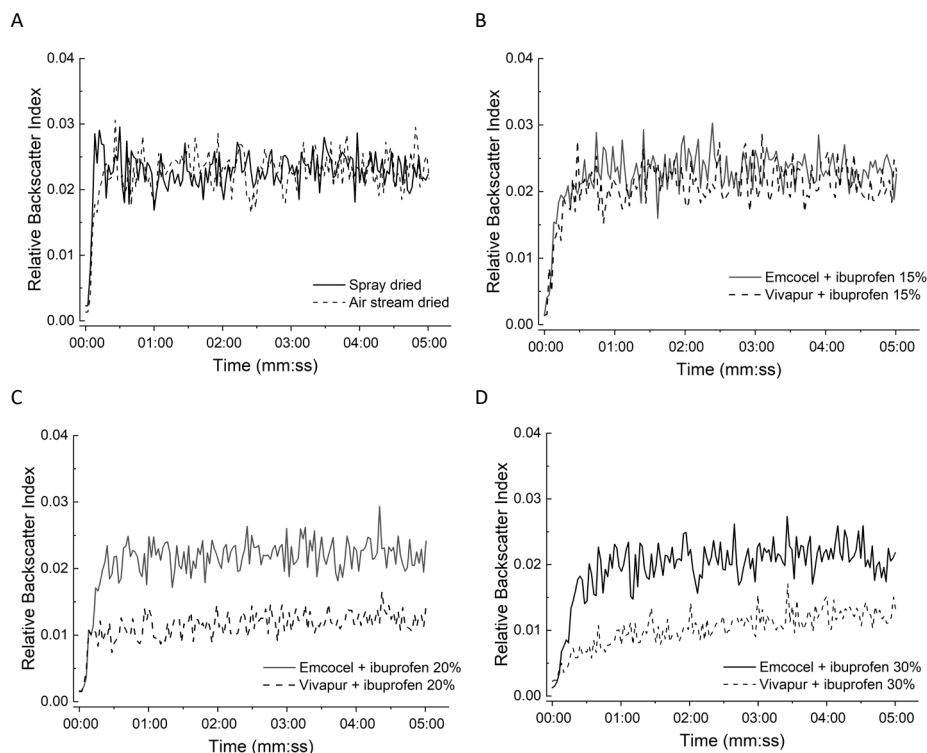 A
0.04
0.03
0.02
0.01
0.00
Relative Backscatter Index
Spray dried
Air stream dried
00:00 01:00 02:00 03:00 04:00 05:00
Time (mm:ss)
B
0.04
0.03
0.02
0.01
0.00
Relative Backscatter Index
Emcocel + ibuprofen 15%
Vivapur + ibuprofen 15%
00:00 01:00 02:00 03:00 04:00 05:00
Time (mm:ss)
C
0.04
0.03
0.02
0.01
0.00
Relative Backscatter Index
Emcocel + ibuprofen 20%
Vivapur + ibuprofen 20%
00:00 01:00 02:00 03:00 04:00 05:00
Time (mm:ss)
D
0.04
0.03
0.02
0.01
0.00
Relative Backscatter Index
Emcocel + ibuprofen 30%
Vivapur + ibuprofen 30%
00:00 01:00 02:00 03:00 04:00 05:00
Time (mm:ss)